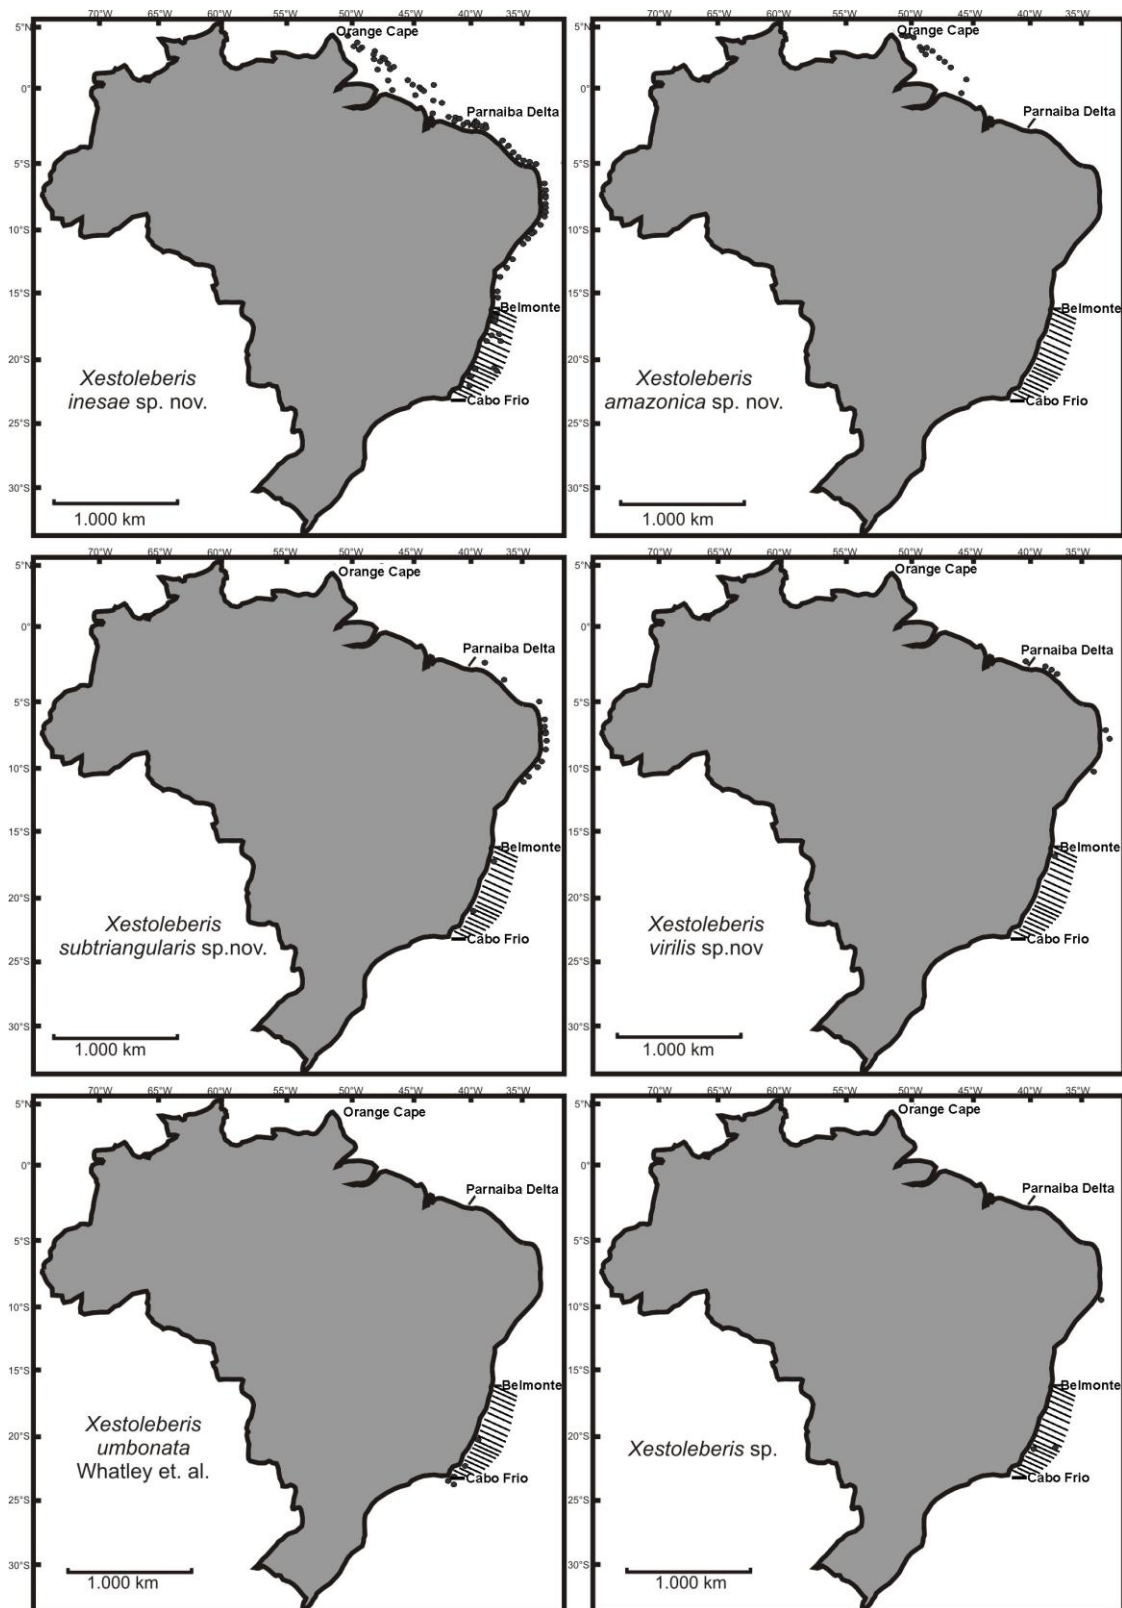 70°W 65°W 60°W 55°W 50°W 45°W 40°W 35°W
5°N
Orange Cape
0°
Parnaiba Delta
5°S
10°S
15°S
Belmonte
20°S
Xestoleberis
inesae sp. nov.
Cabo Frio
25°S
30°S
1.000 km
70°W 65°W 60°W 55°W 50°W 45°W 40°W 35°W
5°N
Orange Cape
0°
Parnaiba Delta
5°S
10°S
15°S
Belmonte
20°S
Xestoleberis
amazonica sp. nov.
Cabo Frio
25°S
30°S
1.000 km
70°W 65°W 60°W 55°W 50°W 45°W 40°W 35°W
5°N
Orange Cape
0°
Parnaiba Delta
5°S
10°S
15°S
Belmonte
20°S
Xestoleberis
subtriangularis sp.nov.
Cabo Frio
25°S
30°S
1.000 km
70°W 65°W 60°W 55°W 50°W 45°W 40°W 35°W
5°N
Orange Cape
0°
Parnaiba Delta
5°S
10°S
15°S
Belmonte
20°S
Xestoleberis
virilis sp.nov
Cabo Frio
25°S
30°S
1.000 km
70°W 65°W 60°W 55°W 50°W 45°W 40°W 35°W
5°N
Orange Cape
0°
Parnaiba Delta
5°S
10°S
15°S
Belmonte
20°S
Xestoleberis
umbonata
Whatley et. al.
Cabo Frio
25°S
30°S
1.000 km
70°W 65°W 60°W 55°W 50°W 45°W 40°W 35°W
5°N
Orange Cape
0°
Parnaiba Delta
5°S
10°S
15°S
Belmonte
20°S
Xestoleberis sp.
Cabo Frio
25°S
30°S
1.000 km